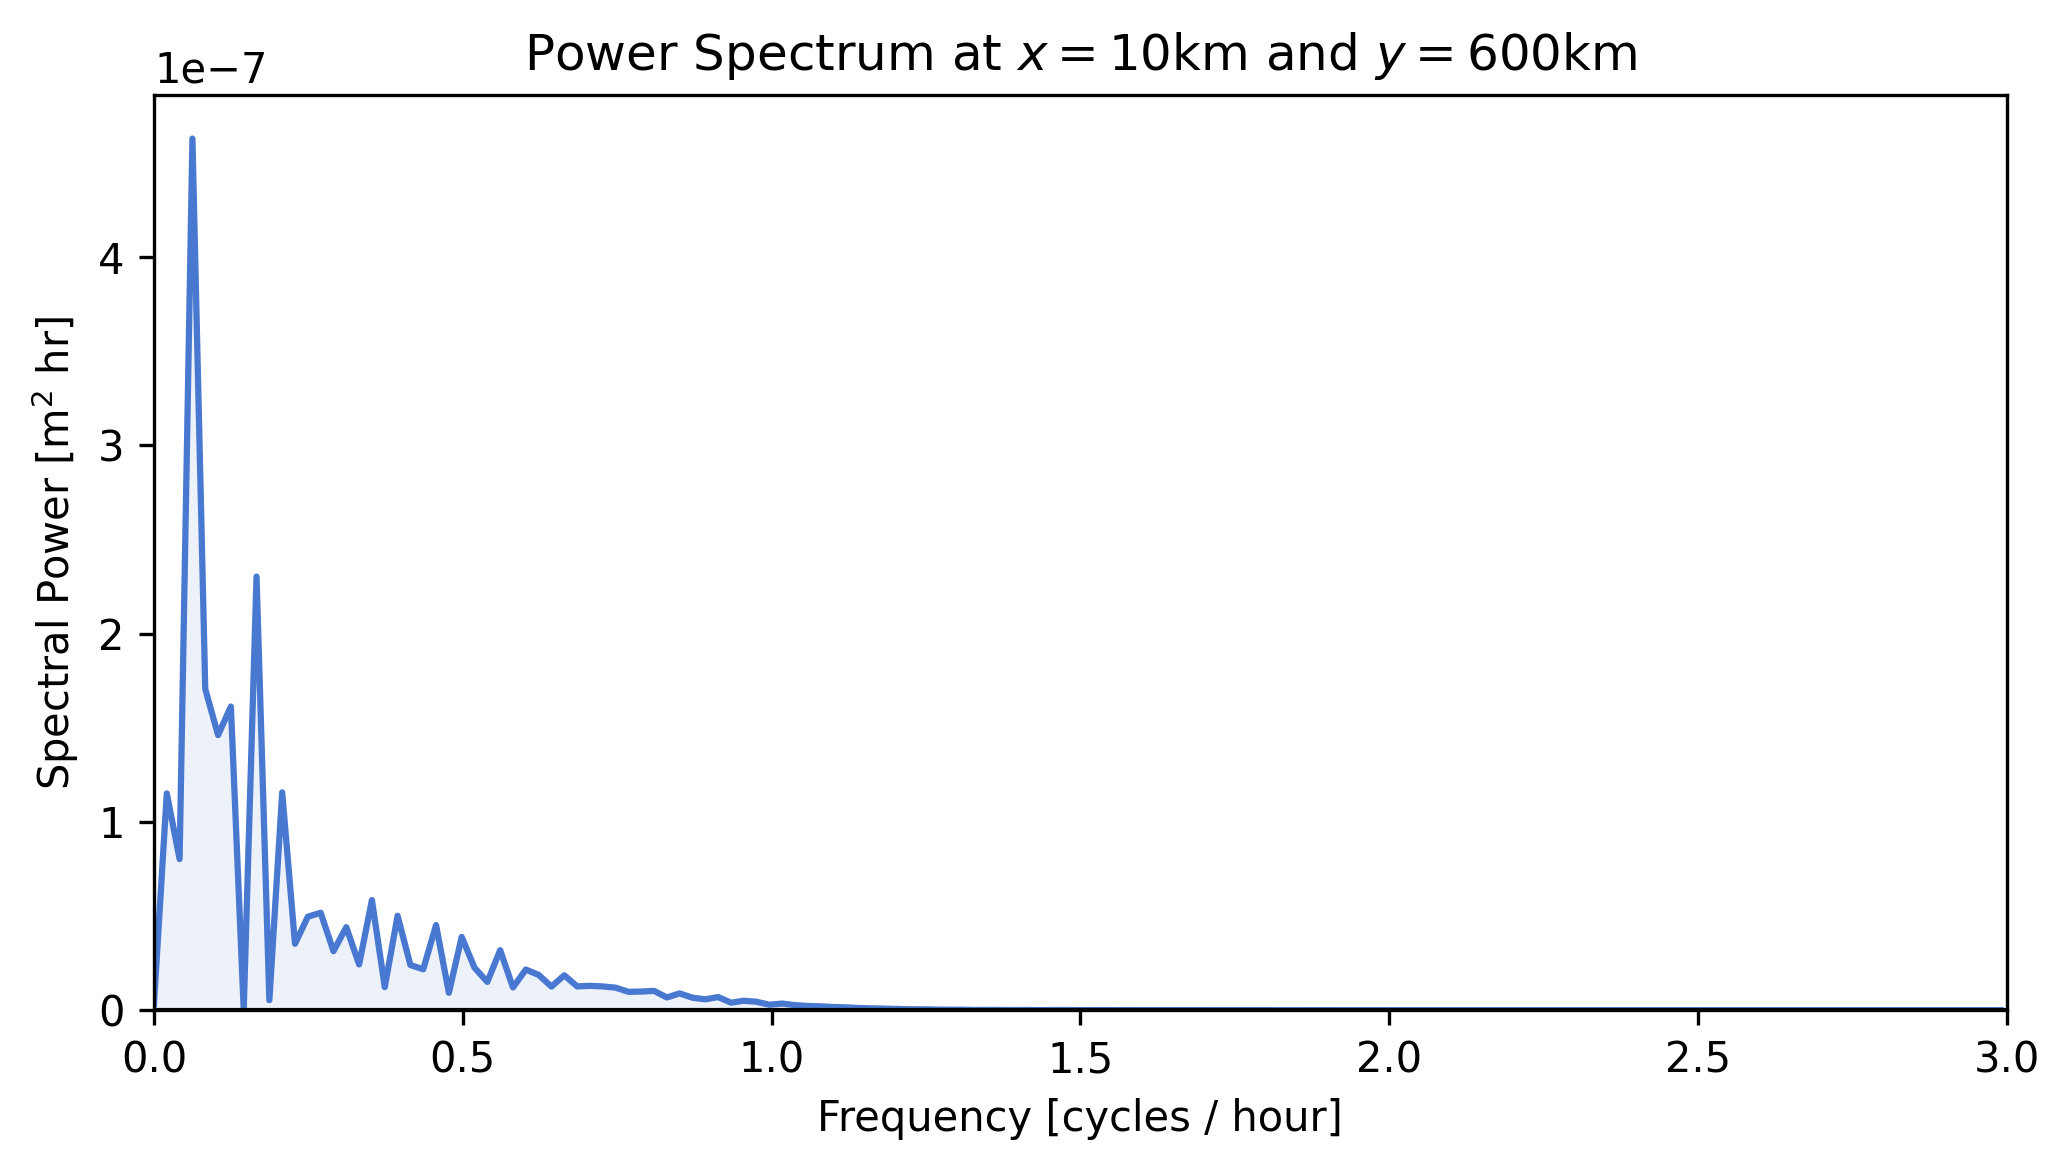 Power Spectrum at x = 10km and y = 600km
1e−7
4
3
2
1
0
Spectral Power [m² hr]
0.0 0.5 1.0 1.5 2.0 2.5 3.0
Frequency [cycles / hour]